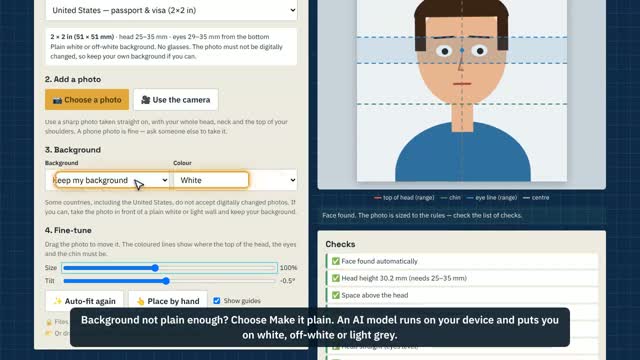 United States — passport & visa (2×2 in)
2 × 2 in (51 × 51 mm) · head 25–35 mm · eyes 29–35 mm from the bottom
Plain white or off-white background. No glasses. The photo must not be digitally
changed, so keep your own background if you can.
2. Add a photo
📸 Choose a photo
🎥 Use the camera
Use a sharp photo taken straight on, with your whole head, neck and the top of your
shoulders. A phone photo is fine — ask someone else to take it.
3. Background
Background
Colour
Keep my background
White
Some countries, including the United States, do not accept digitally changed photos. If
you can, take the photo in front of a plain white or light wall and keep your background.
4. Fine-tune
Drag the photo to move it. The coloured lines show where the top of the head, the eyes
and the chin must be.
Size
100%
Tilt
-0.5°
✨ Auto-fit again
👆 Place by hand
Show guides
top of head (range)
chin
eye line (range)
centre
Face found. The photo is sized to the rules — check the list of checks.
Checks
✅ Face found automatically
✅ Head height 30.2 mm (needs 25–35 mm)
✅ Space above the head
Background not plain enough? Choose Make it plain. An AI model runs on your device and puts you
on white, off-white or light grey.